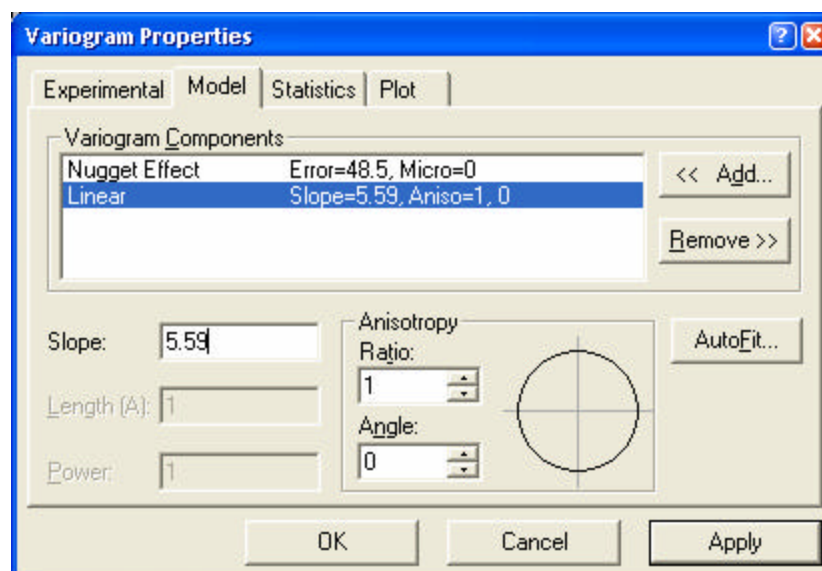 Variogram Properties
Experimental Model Statistics Plot
Variogram Components
Nugget Effect Error=48.5, Micro=0
Linear Slope=5.59, Aniso=1, 0
<< Add...
Remove >>
Slope: 5.59
Length (A): 1
Power: 1
Anisotropy
Ratio:
1
Angle:
0
AutoFit...
OK Cancel Apply